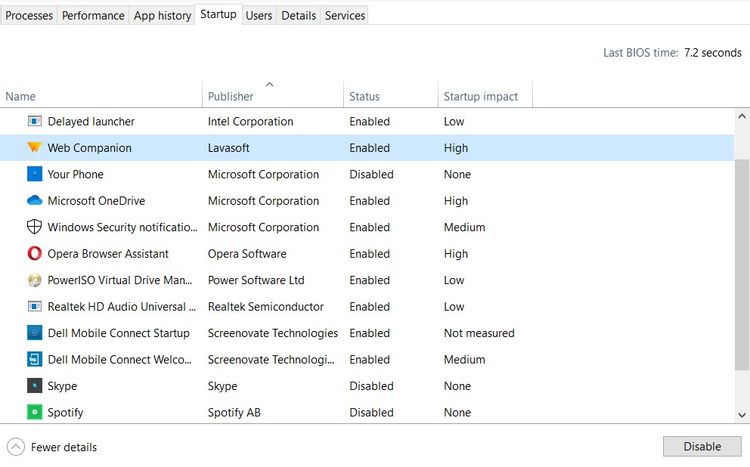 Processes Performance App history Startup Users Details Services
Last BIOS time: 7.2 seconds
Name Publisher Status Startup impact
Delayed launcher Intel Corporation Enabled Low
Web Companion Lavasoft Enabled High
Your Phone Microsoft Corporation Disabled None
Microsoft OneDrive Microsoft Corporation Enabled High
Windows Security notificatio... Microsoft Corporation Enabled Medium
Opera Browser Assistant Opera Software Enabled High
PowerISO Virtual Drive Man... Power Software Ltd Enabled Low
Realtek HD Audio Universal ... Realtek Semiconductor Enabled Low
Dell Mobile Connect Startup Screenovate Technologies Enabled Not measured
Dell Mobile Connect Welco... Screenovate Technologi... Enabled Medium
Skype Skype Disabled None
Spotify Spotify AB Disabled None
Fewer details Disable